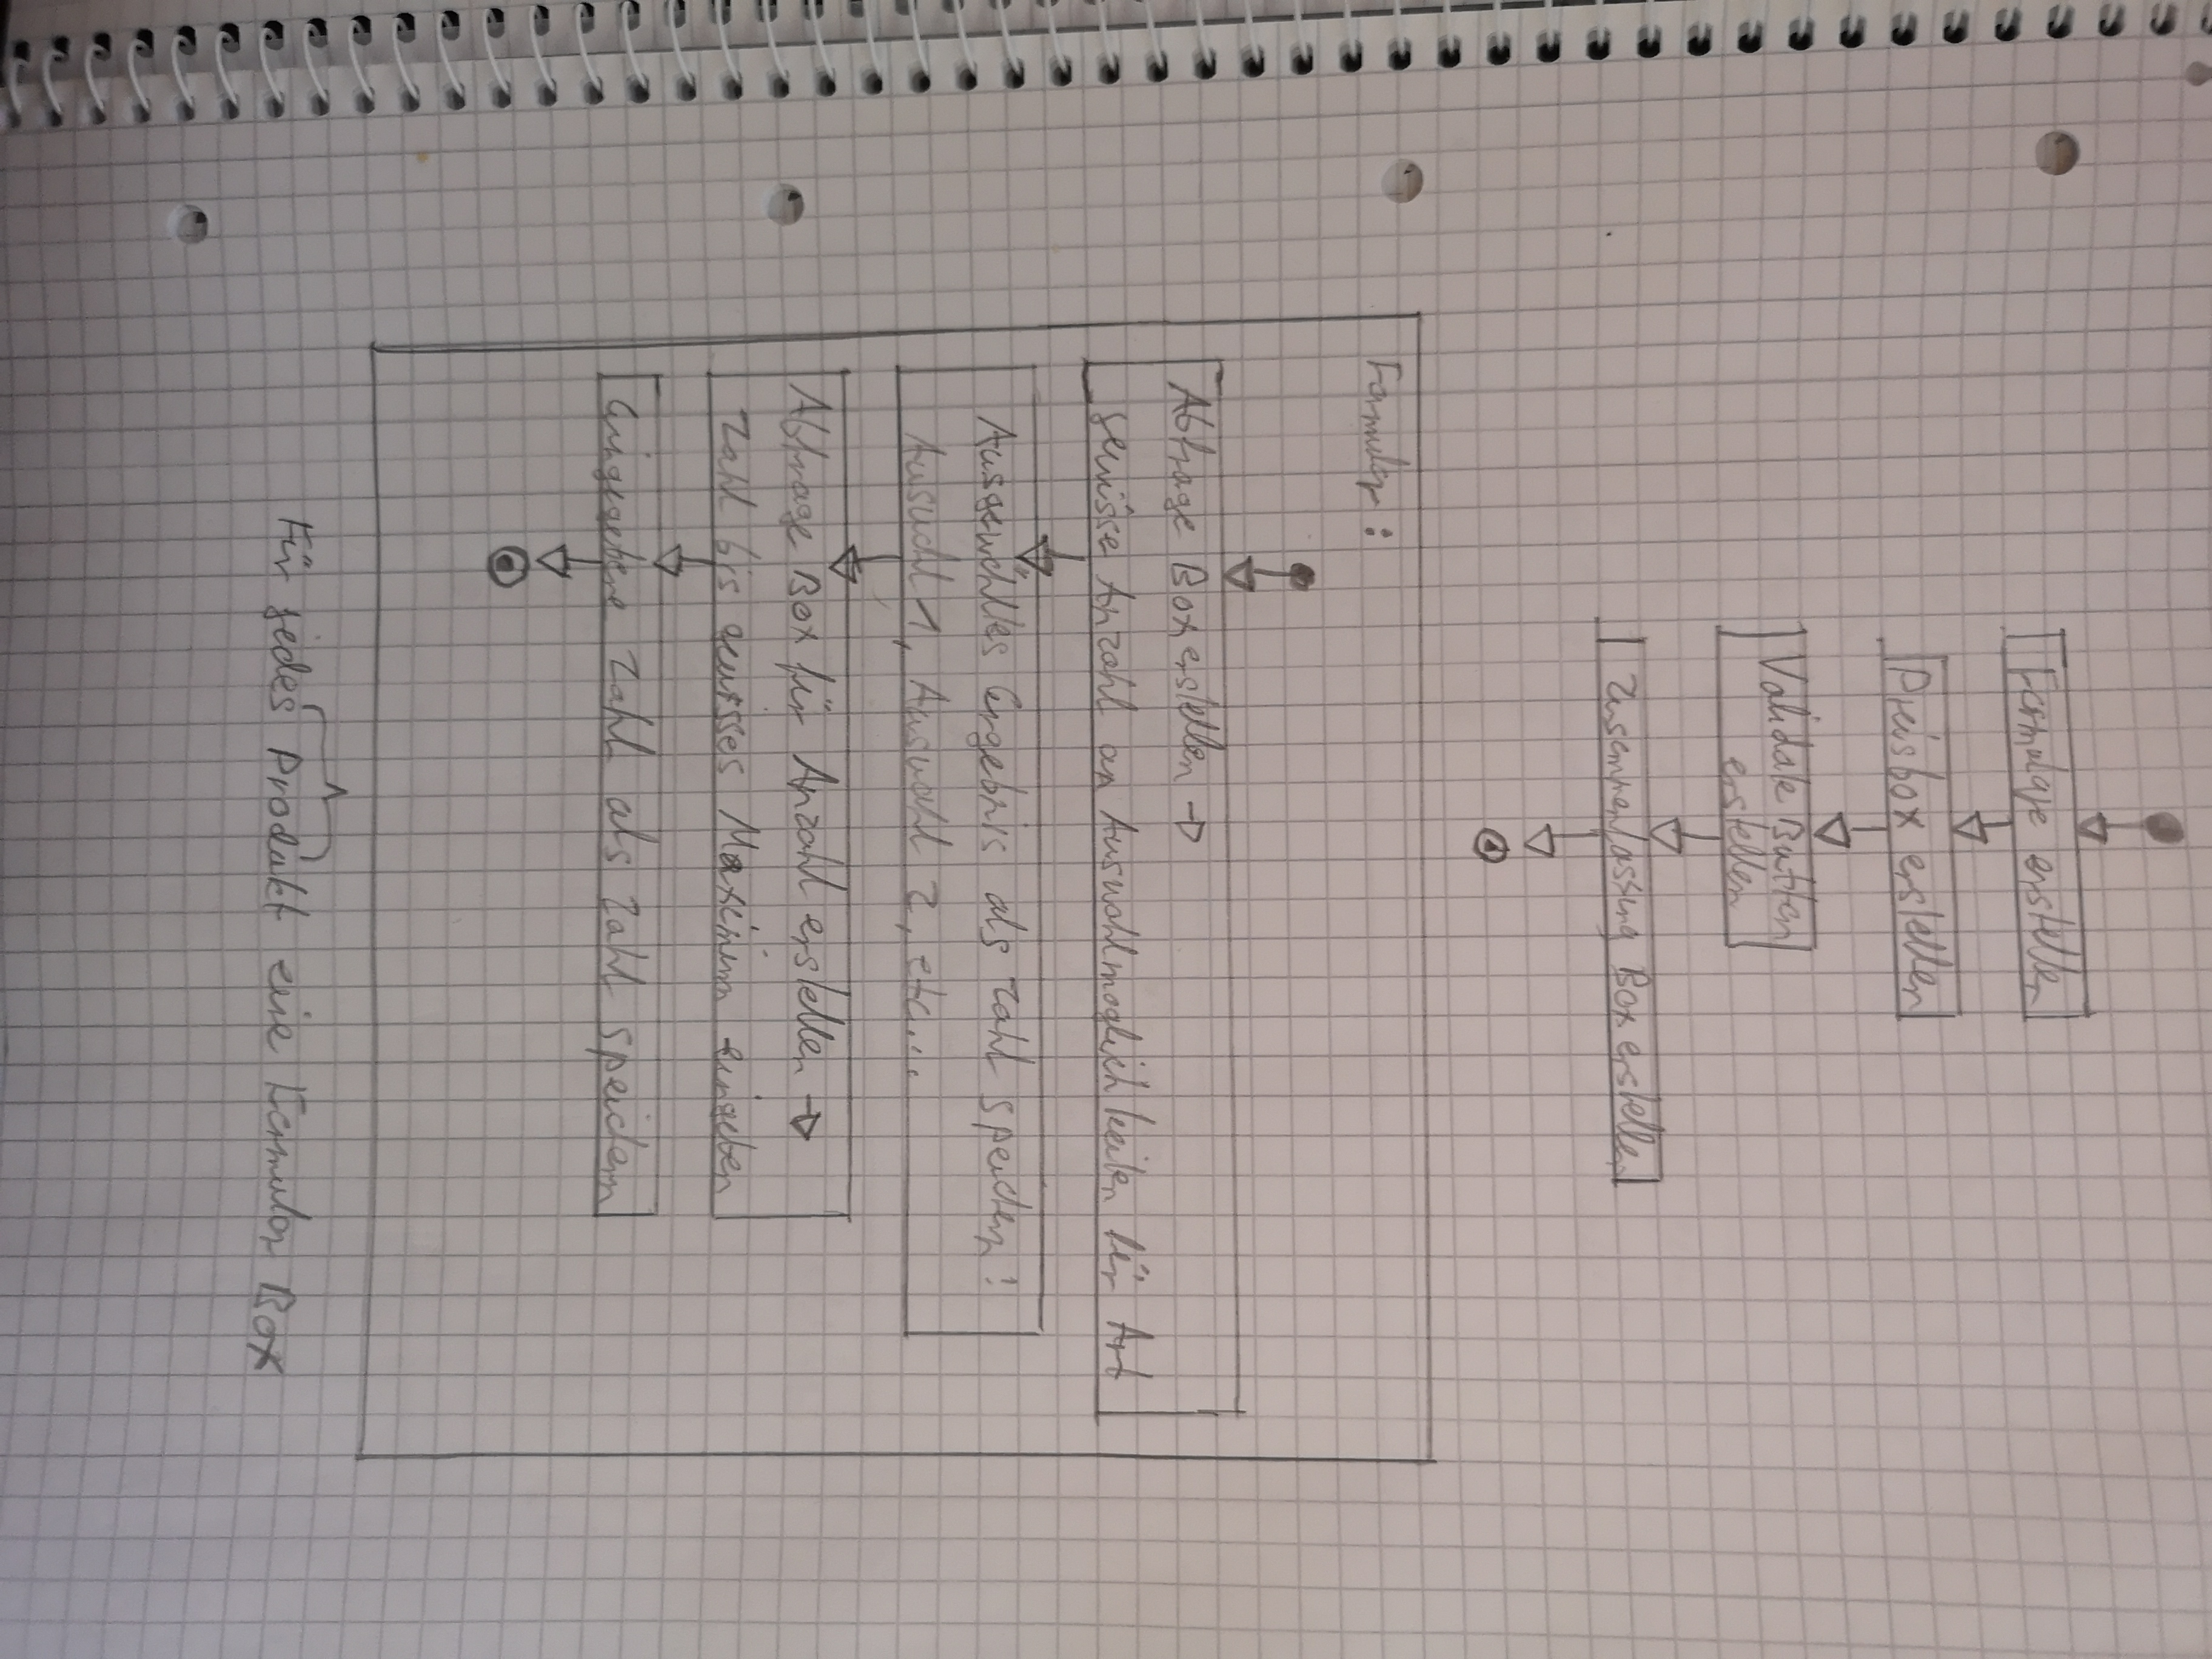 Formulare erstellen
Preisbox erstellen
Validate Button
erstellen
Zusammenfassung Box erstellen
Formular:
Abfrage Box erstellen →
gewisse Anzahl an Auswahlmöglichkeiten für Art
Ausgewähltes Ergebnis als Zahl speichern:
Auswahl 1, Auswahl 2, etc...
Abfrage Box für Anzahl erstellen →
Zahl bis gewisses Maximum eingeben
Eingegebene Zahl als Zahl speichern
Für jedes Produkt eine Formular Box